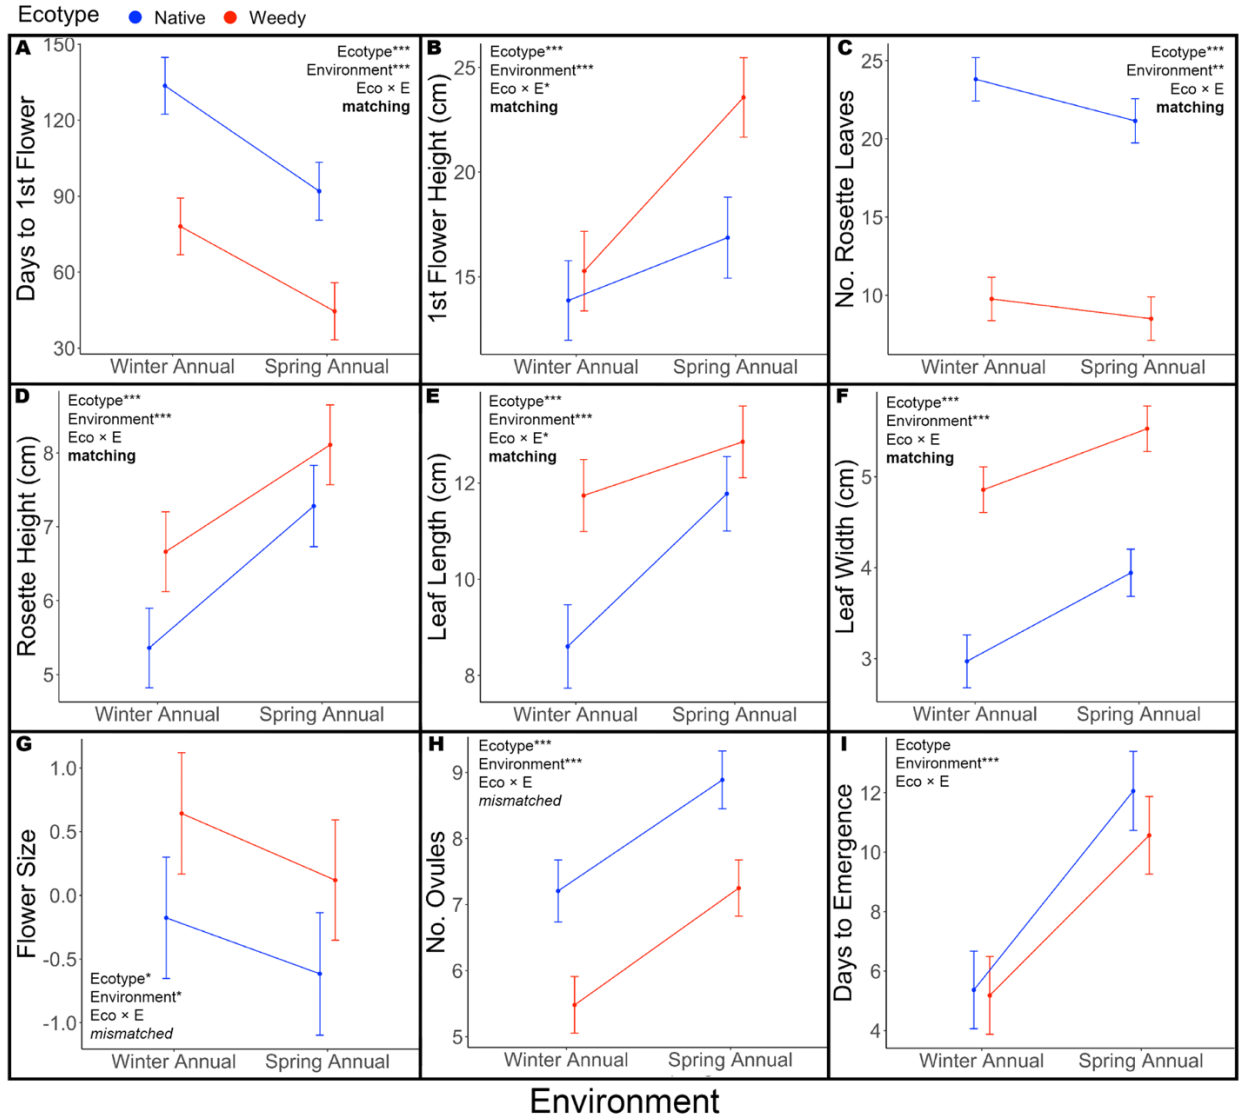 Ecotype Native Weedy
A
Days to 1st Flower
150
120
90
60
30
Ecotype***
Environment***
Eco × E
matching
Winter Annual Spring Annual
B
1st Flower Height (cm)
25
20
15
Ecotype***
Environment***
Eco × E*
matching
Winter Annual Spring Annual
C
No. Rosette Leaves
25
20
15
10
Ecotype***
Environment**
Eco × E
matching
Winter Annual Spring Annual
D
Rosette Height (cm)
8
7
6
5
Ecotype***
Environment***
Eco × E
matching
Winter Annual Spring Annual
E
Leaf Length (cm)
12
10
8
Ecotype***
Environment***
Eco × E*
matching
Winter Annual Spring Annual
F
Leaf Width (cm)
5
4
3
Ecotype***
Environment***
Eco × E
matching
Winter Annual Spring Annual
G
Flower Size
1.0
0.5
0.0
-0.5
-1.0
Ecotype*
Environment*
Eco × E
mismatched
Winter Annual Spring Annual
H
No. Ovules
9
8
7
6
5
Ecotype***
Environment***
Eco × E
mismatched
Winter Annual Spring Annual
I
Days to Emergence
12
10
8
6
4
Ecotype
Environment***
Eco × E
Winter Annual Spring Annual
Environment